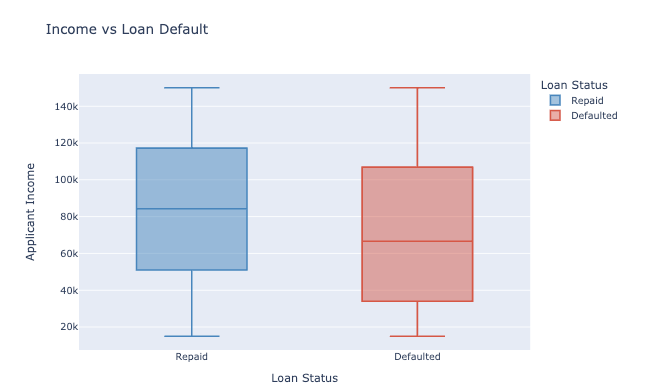 Income vs Loan Default
Loan Status
Repaid
Defaulted
Applicant Income
140k
120k
100k
80k
60k
40k
20k
Repaid
Defaulted
Loan Status